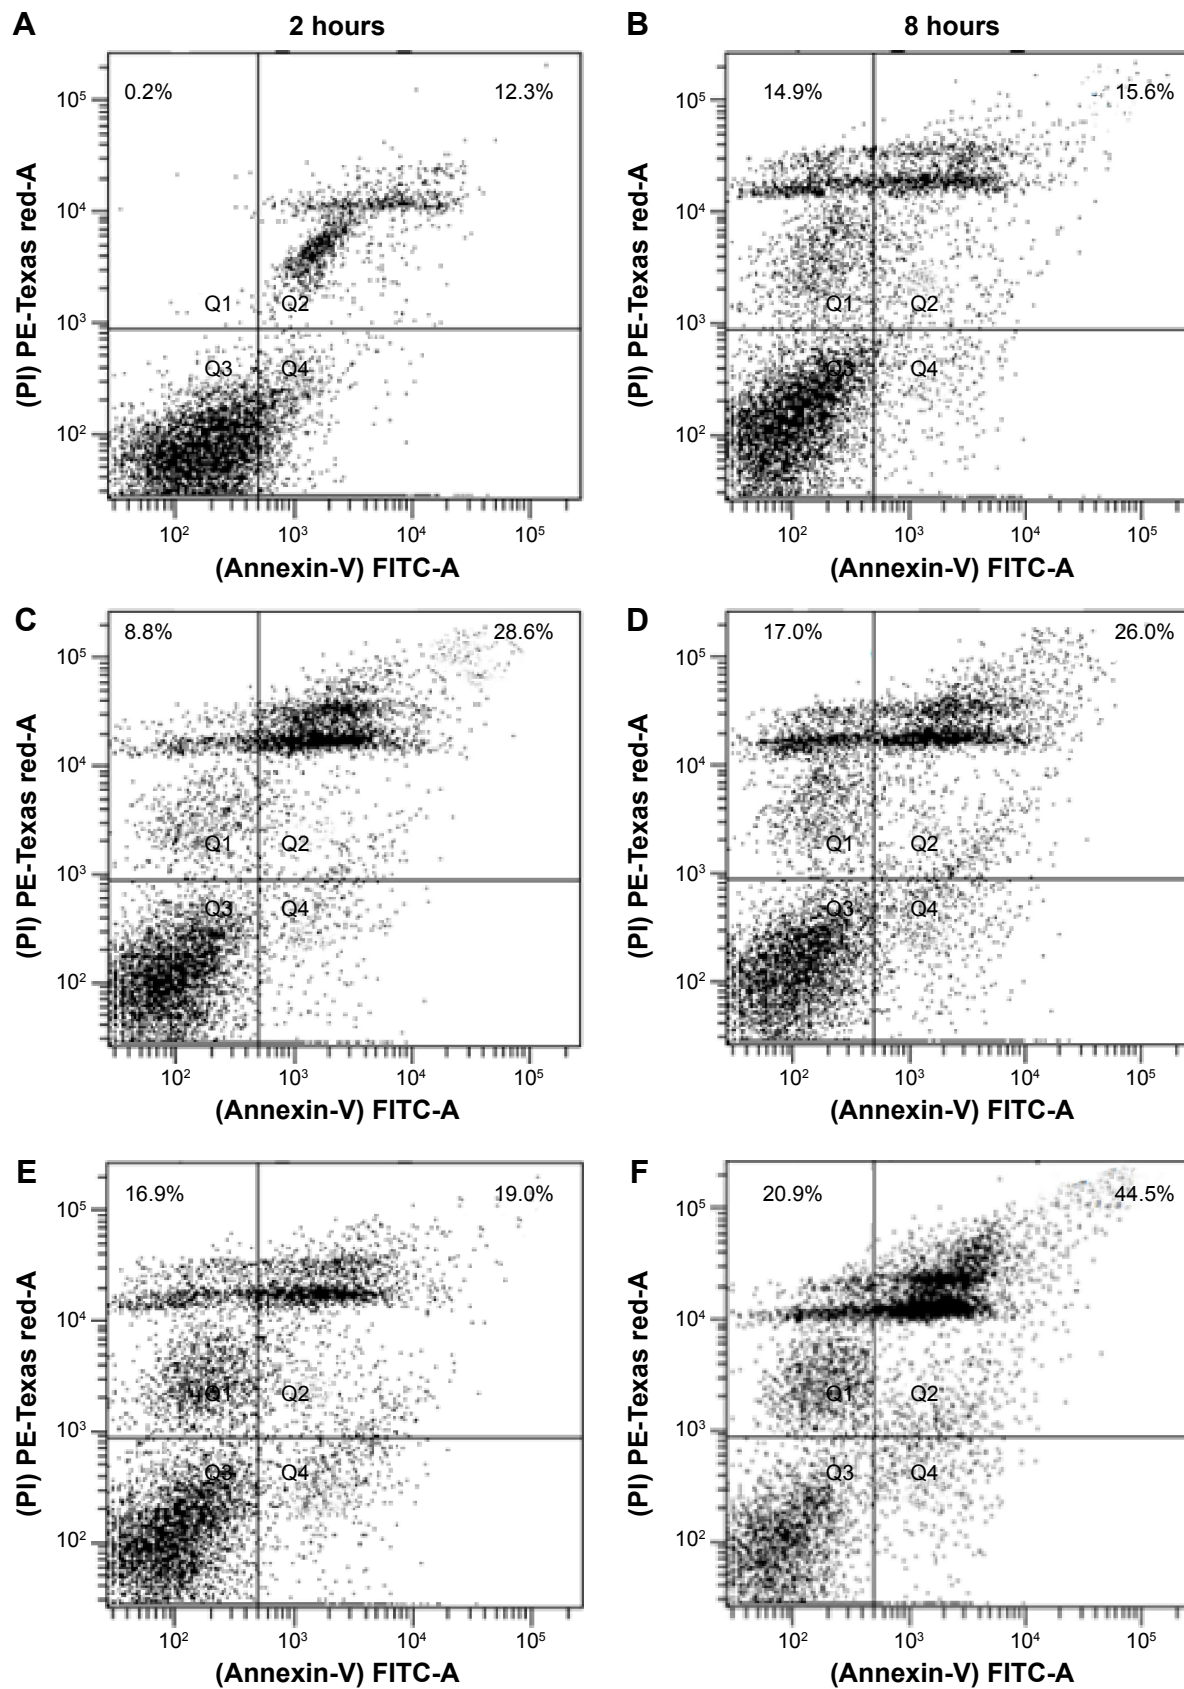 A
2 hours
B
8 hours
0.2%
12.3%
14.9%
15.6%
10⁵
10⁴
10³
10²
(PI) PE-Texas red-A
Q1
Q2
Q3
Q4
10² 10³ 10⁴ 10⁵
(Annexin-V) FITC-A
10⁵
10⁴
10³
10²
(PI) PE-Texas red-A
Q1
Q2
Q3
Q4
10² 10³ 10⁴ 10⁵
(Annexin-V) FITC-A
C
8.8%
28.6%
10⁵
10⁴
10³
10²
(PI) PE-Texas red-A
Q1
Q2
Q3
Q4
10² 10³ 10⁴ 10⁵
(Annexin-V) FITC-A
D
17.0%
26.0%
10⁵
10⁴
10³
10²
(PI) PE-Texas red-A
Q1
Q2
Q3
Q4
10² 10³ 10⁴ 10⁵
(Annexin-V) FITC-A
E
16.9%
19.0%
10⁵
10⁴
10³
10²
(PI) PE-Texas red-A
Q1
Q2
Q3
Q4
10² 10³ 10⁴ 10⁵
(Annexin-V) FITC-A
F
20.9%
44.5%
10⁵
10⁴
10³
10²
(PI) PE-Texas red-A
Q1
Q2
Q3
Q4
10² 10³ 10⁴ 10⁵
(Annexin-V) FITC-A